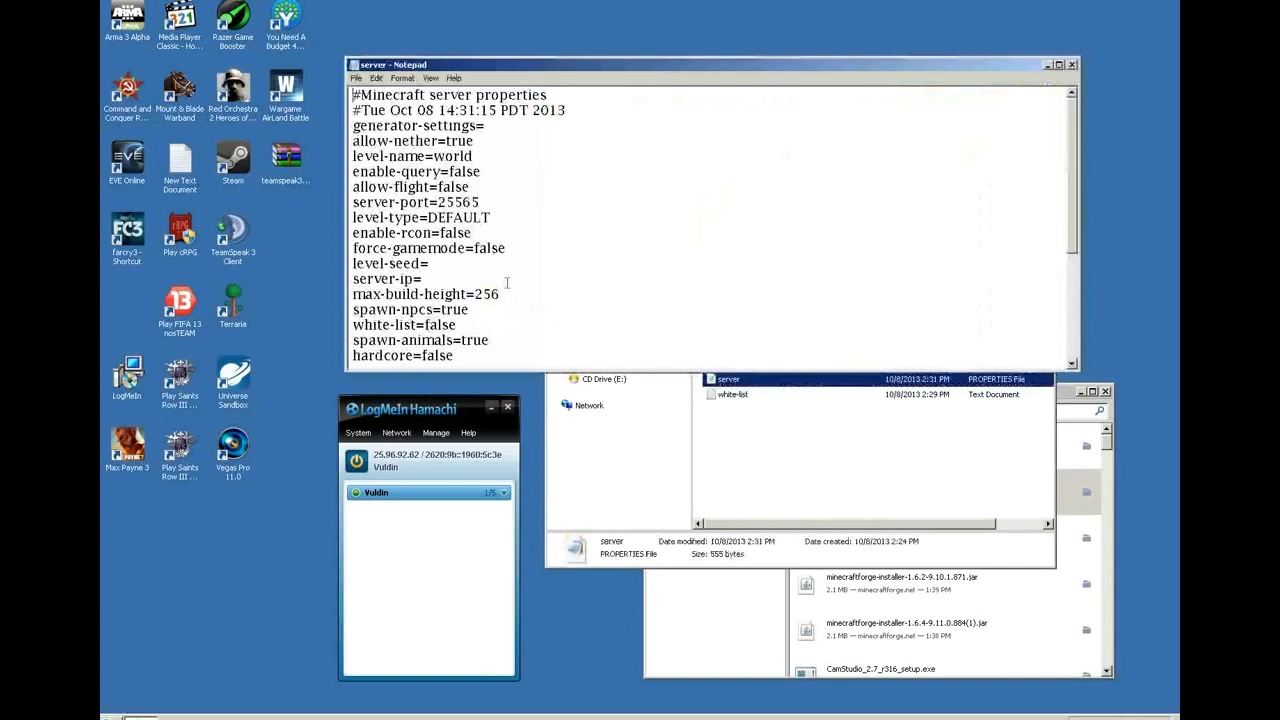 Arma 3 Alpha
Media Player
Classic - Ho...
Razer Game
Booster
You Need A
Budget 4...
Command and
Conquer R...
Mount & Blade
Warband
Red Orchestra
2 Heroes of...
Wargame
AirLand Battle
EVE Online
New Text
Document
Steam
teamspeak3...
farcry3 -
Shortcut
Play cRPG
TeamSpeak 3
Client
Play FIFA 13
nosTEAM
Terraria
LogMeIn
Play Saints
Row III ...
Universe
Sandbox
Max Payne 3
Play Saints
Row III ...
Vegas Pro
11.0
server - Notepad
File Edit Format View Help
#Minecraft server properties
#Tue Oct 08 14:31:15 PDT 2013
generator-settings=
allow-nether=true
level-name=world
enable-query=false
allow-flight=false
server-port=25565
level-type=DEFAULT
enable-rcon=false
force-gamemode=false
level-seed=
server-ip=
max-build-height=256
spawn-npcs=true
white-list=false
spawn-animals=true
hardcore=false
CD Drive (E:)
Network
server 10/8/2013 2:31 PM PROPERTIES File
white-list 10/8/2013 2:29 PM Text Document
server Date modified: 10/8/2013 2:31 PM Date created: 10/8/2013 2:24 PM
PROPERTIES File Size: 555 bytes
LogMeIn Hamachi
System Network Manage Help
25.96.92.62 / 2620:9b::1960:5c3e
Vuldin
Vuldin 1/5
minecraftforge-installer-1.6.2-9.10.1.871.jar
2.1 MB — minecraftforge.net — 1:39 PM
minecraftforge-installer-1.6.4-9.11.0.884(1).jar
2.1 MB — minecraftforge.net — 1:38 PM
CamStudio_2.7_r316_setup.exe